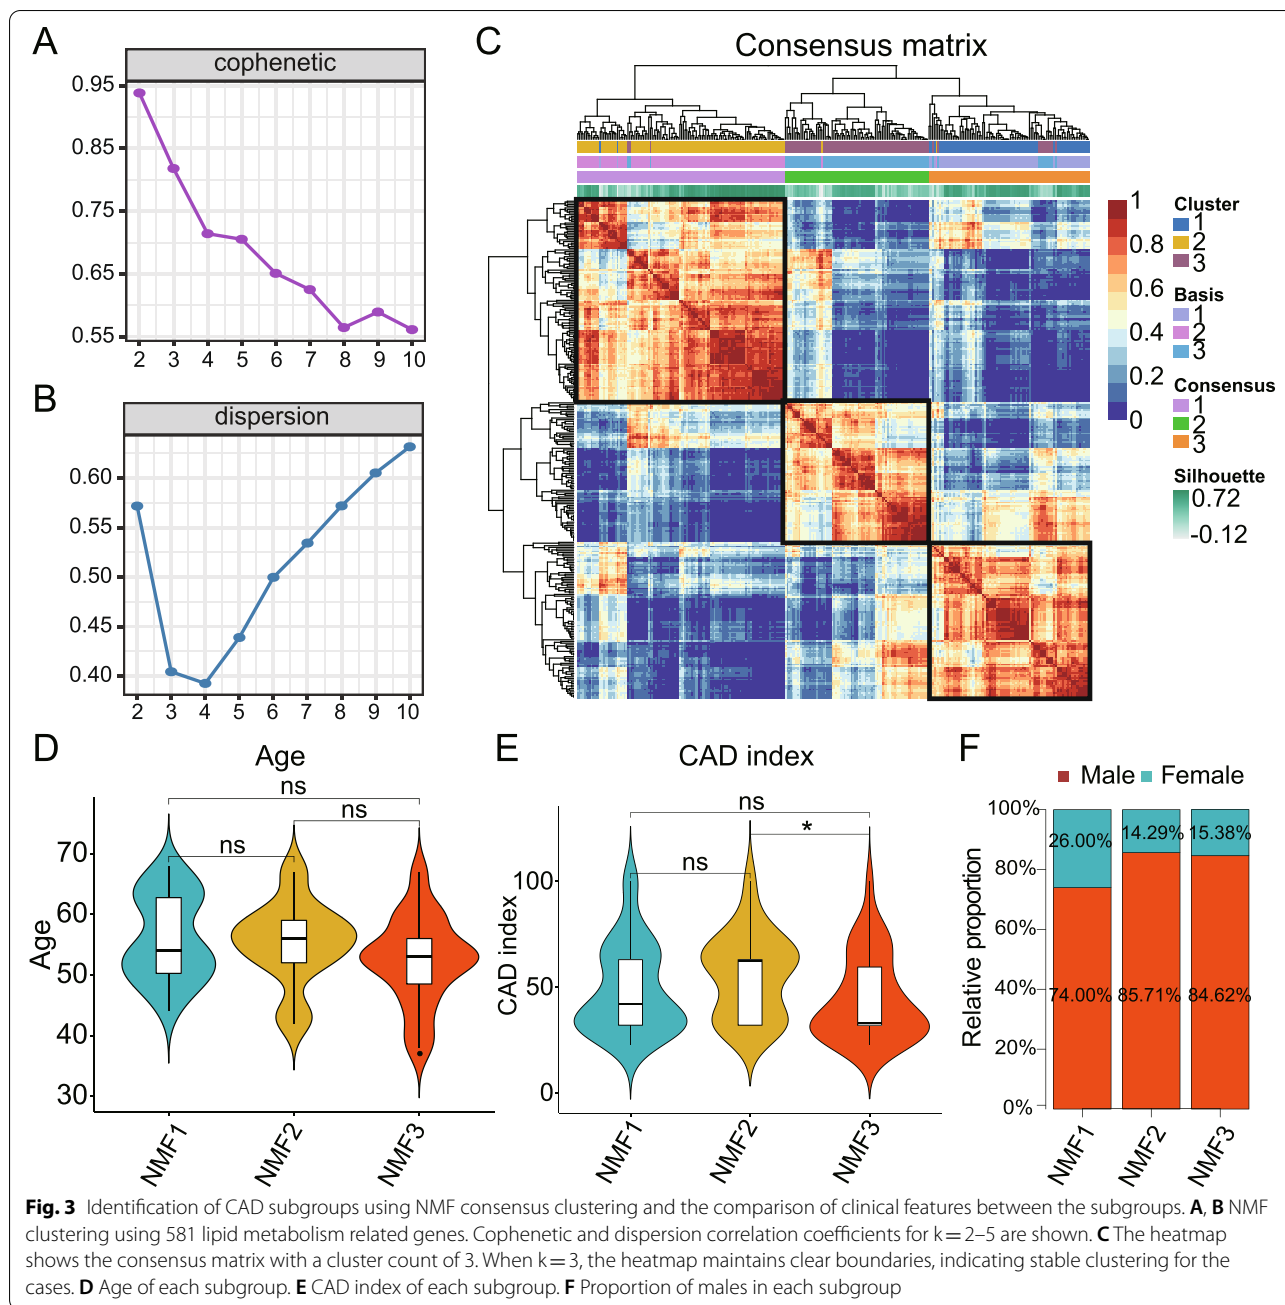 A
cophenetic
0.95
0.85
0.75
0.65
0.55
2 3 4 5 6 7 8 9 10
B
dispersion
0.60
0.55
0.50
0.45
0.40
2 3 4 5 6 7 8 9 10
C
Consensus matrix
1
0.8
0.6
0.4
0.2
0
Cluster
1
2
3
Basis
1
2
3
Consensus
1
2
3
Silhouette
0.72
-0.12
D
Age
ns
ns
ns
Age
70
60
50
40
30
NMF1 NMF2 NMF3
E
CAD index
ns
*
ns
CAD index
100
50
0
NMF1 NMF2 NMF3
F
Male Female
Relative proportion
100%
80%
60%
40%
20%
0%
26.00% 14.29% 15.38%
74.00% 85.71% 84.62%
NMF1 NMF2 NMF3
Fig. 3 Identification of CAD subgroups using NMF consensus clustering and the comparison of clinical features between the subgroups. A, B NMF
clustering using 581 lipid metabolism related genes. Cophenetic and dispersion correlation coefficients for k = 2–5 are shown. C The heatmap
shows the consensus matrix with a cluster count of 3. When k = 3, the heatmap maintains clear boundaries, indicating stable clustering for the
cases. D Age of each subgroup. E CAD index of each subgroup. F Proportion of males in each subgroup